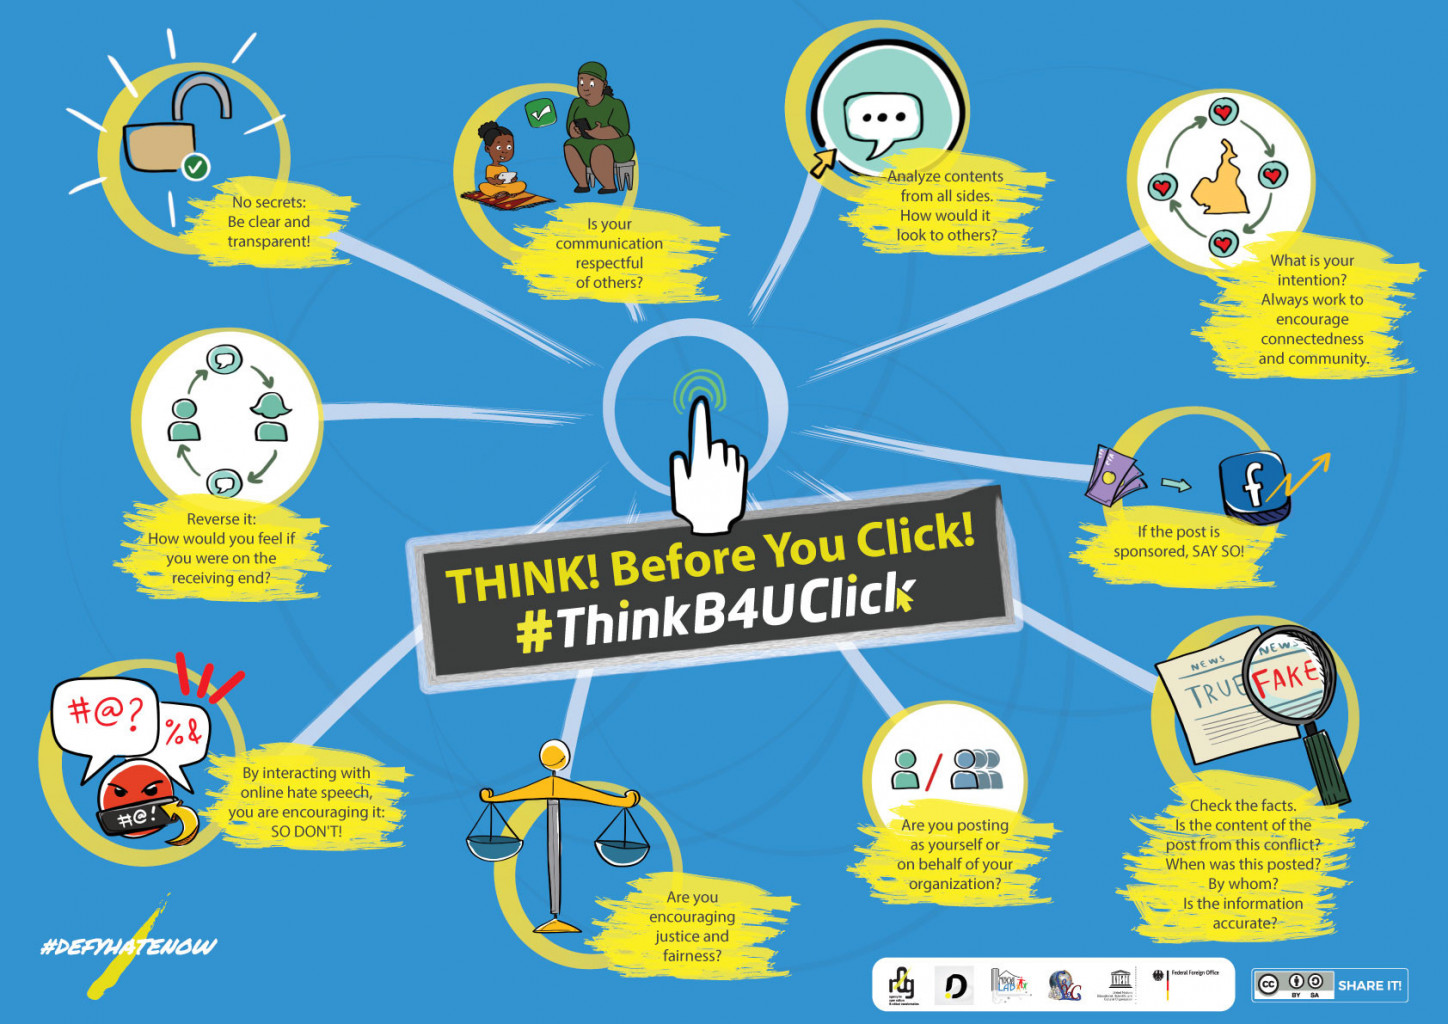 No secrets:
Be clear and
transparent!
Is your
communication
respectful
of others?
Analyze contents
from all sides.
How would it
look to others?
What is your
intention?
Always work to
encourage
connectedness
and community.
Reverse it:
How would you feel if
you were on the
receiving end?
THINK! Before You Click!
#ThinkB4UClick
f
If the post is
sponsored, SAY SO!
#@?
%&
#@!
By interacting with
online hate speech,
you are encouraging it:
SO DON'T!
Are you
encouraging
justice and
fairness?
Are you posting
as yourself or
on behalf of your
organization?
NEWS
TRUE
NEWS
FAKE
Check the facts.
Is the content of the
post from this conflict?
When was this posted?
By whom?
Is the information
accurate?
#DEFYHATENOW
r0g
unesco
Federal Foreign Office
cc
BY SA
SHARE IT!